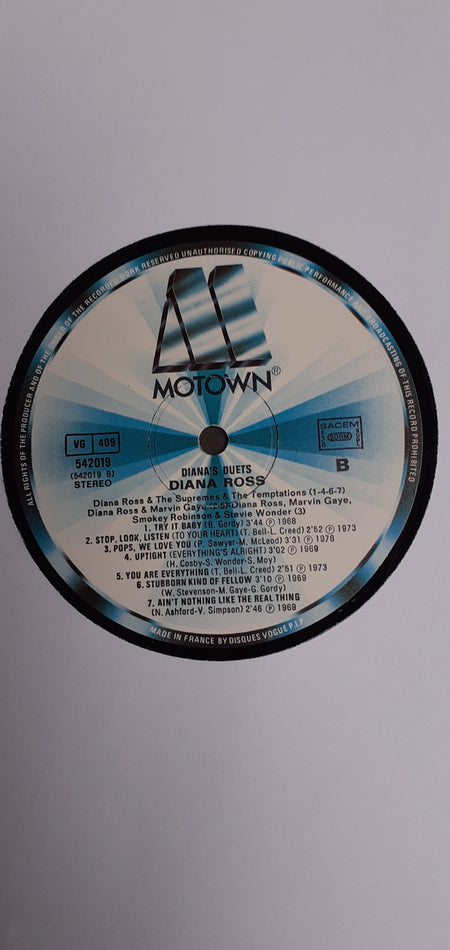 ALL RIGHTS OF THE PRODUCER AND OF THE OWNER OF THE RECORDED WORK RESERVED UNAUTHORISED COPYING PUBLIC PERFORMANCE AND BROADCASTING OF THIS RECORD PROHIBITED
MOTOWN®
VG 409
542019
(542019 B)
STEREO
SACEM
B
DIANA'S DUETS
DIANA ROSS
Diana Ross & The Supremes & The Temptations (1-4-6-7)
Diana Ross & Marvin Gaye (2-5)-Diana Ross, Marvin Gaye,
Smokey Robinson & Stevie Wonder (3)
1. TRY IT BABY (B. Gordy) 3'44 Ⓟ 1968
2. STOP, LOOK, LISTEN (TO YOUR HEART) (T. Bell-L. Creed) 2'52 Ⓟ 1973
3. POPS, WE LOVE YOU (P. Sawyer-M. McLeod) 3'31 Ⓟ 1978
4. UPTIGHT (EVERYTHING'S ALRIGHT) 3'02 Ⓟ 1969
(H. Cosby-S. Wonder-S. Moy)
5. YOU ARE EVERYTHING (T. Bell-L. Creed) 2'51 Ⓟ 1973
6. STUBBORN KIND OF FELLOW 3'10 Ⓟ 1969
(W. Stevenson-M. Gaye-G. Gordy)
7. AIN'T NOTHING LIKE THE REAL THING
(N. Ashford-V. Simpson) 2'46 Ⓟ 1969
MADE IN FRANCE BY DISQUES VOGUE P.I.P.